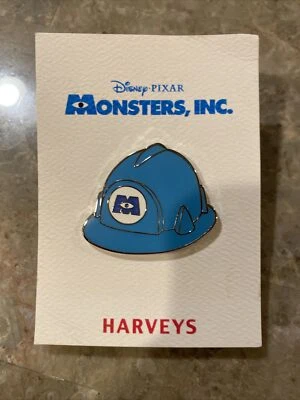 Disney · PIXAR
MONSTERS, INC.
M
HARVEYS